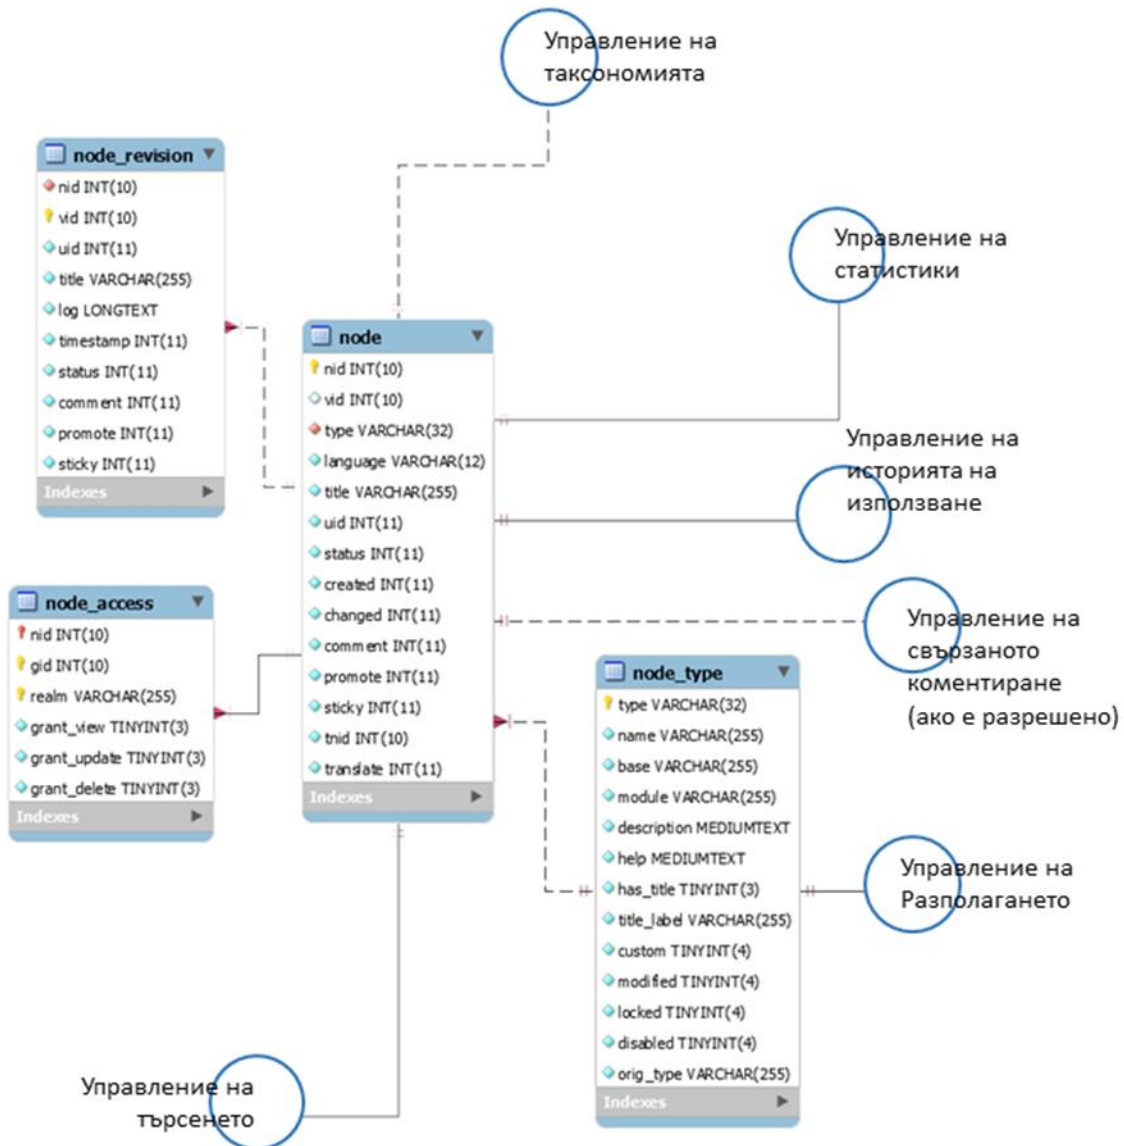 Управление на
таксономията
node_revision
nid INT(10)
vid INT(10)
uid INT(11)
title VARCHAR(255)
log LONGTEXT
timestamp INT(11)
status INT(11)
comment INT(11)
promote INT(11)
sticky INT(11)
Indexes
Управление на
статистики
node
nid INT(10)
vid INT(10)
type VARCHAR(32)
language VARCHAR(12)
title VARCHAR(255)
uid INT(11)
status INT(11)
created INT(11)
changed INT(11)
comment INT(11)
promote INT(11)
sticky INT(11)
tnid INT(10)
translate INT(11)
Indexes
Управление на
историята на
използване
node_access
nid INT(10)
gid INT(10)
realm VARCHAR(255)
grant_view TINYINT(3)
grant_update TINYINT(3)
grant_delete TINYINT(3)
Indexes
Управление на
свързаното
коментиране
(ако е разрешено)
node_type
type VARCHAR(32)
name VARCHAR(255)
base VARCHAR(255)
module VARCHAR(255)
description MEDIUMTEXT
help MEDIUMTEXT
has_title TINYINT(3)
title_label VARCHAR(255)
custom TINYINT(4)
modified TINYINT(4)
locked TINYINT(4)
disabled TINYINT(4)
orig_type VARCHAR(255)
Indexes
Управление на
Разполагането
Управление на
търсенето